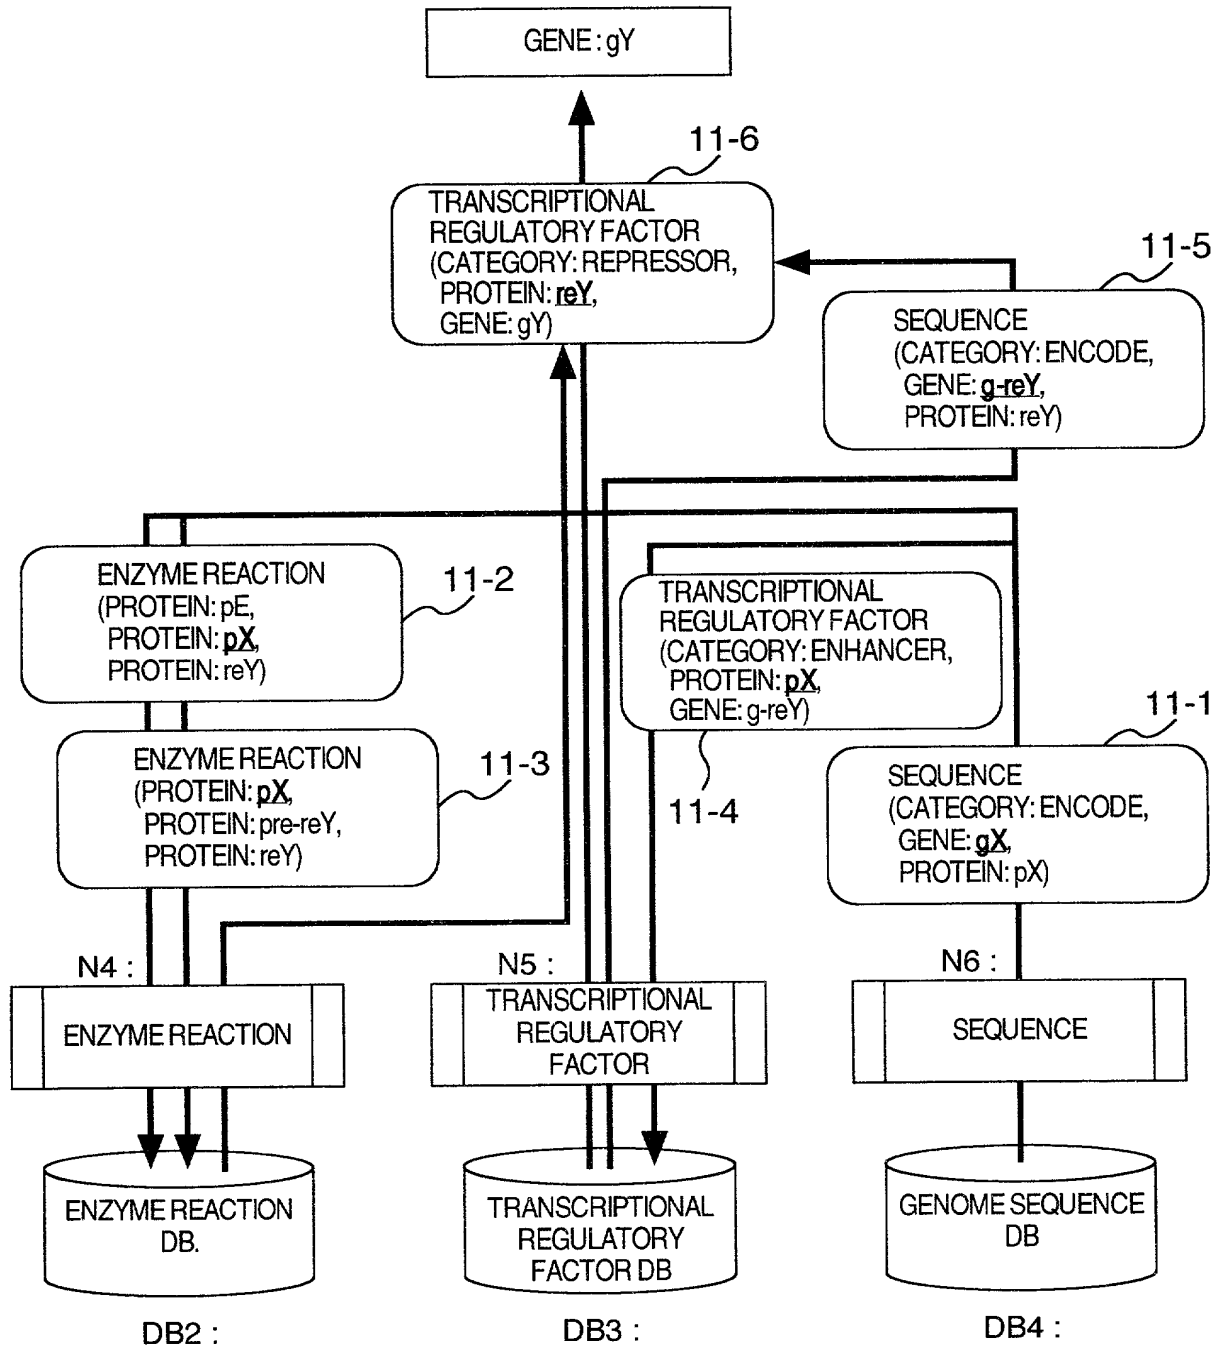 GENE: gY
11-6
TRANSCRIPTIONAL
REGULATORY FACTOR
(CATEGORY: REPRESSOR,
PROTEIN: reY,
GENE: gY)
11-5
SEQUENCE
(CATEGORY: ENCODE,
GENE: g-reY,
PROTEIN: reY)
ENZYME REACTION
(PROTEIN: pE,
PROTEIN: pX,
PROTEIN: reY)
11-2
TRANSCRIPTIONAL
REGULATORY FACTOR
(CATEGORY: ENHANCER,
PROTEIN: pX,
GENE: g-reY)
11-4
ENZYME REACTION
(PROTEIN: pX,
PROTEIN: pre-reY,
PROTEIN: reY)
11-3
11-1
SEQUENCE
(CATEGORY: ENCODE,
GENE: gX,
PROTEIN: pX)
N4 :
ENZYME REACTION
N5 :
TRANSCRIPTIONAL
REGULATORY
FACTOR
N6 :
SEQUENCE
ENZYME REACTION
DB.
TRANSCRIPTIONAL
REGULATORY
FACTOR DB
GENOME SEQUENCE
DB
DB2 :
DB3 :
DB4 :